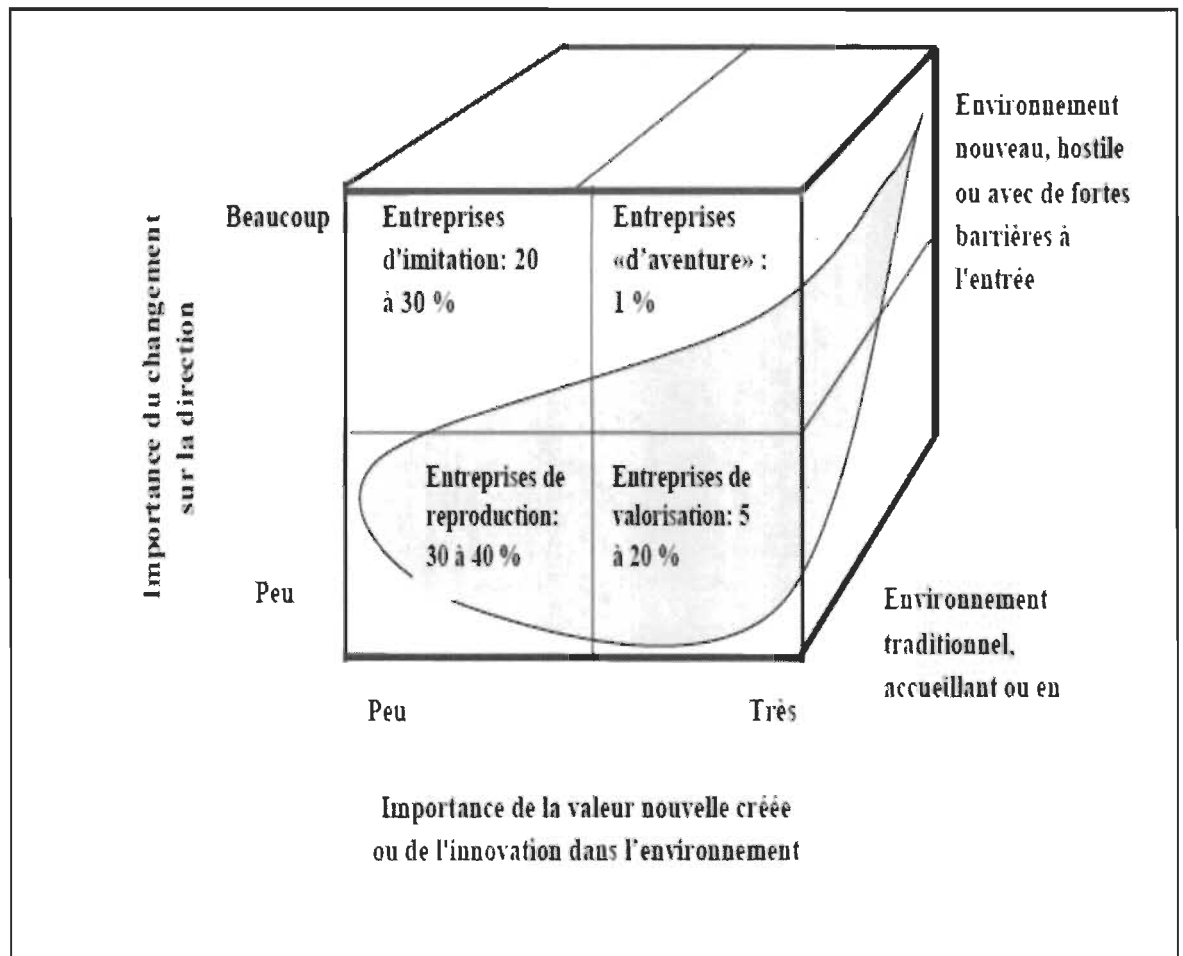 Environnement
nouveau, hostile
ou avec de fortes
barrières à
l'entrée
Beaucoup
Entreprises
d'imitation: 20
à 30 %
Entreprises
«d'aventure» :
1 %
Importance du changement
sur la direction
Entreprises de
reproduction:
30 à 40 %
Entreprises de
valorisation: 5
à 20 %
Peu
Environnement
traditionnel,
accueillant ou en
Peu
Très
Importance de la valeur nouvelle créée
ou de l'innovation dans l'environnement